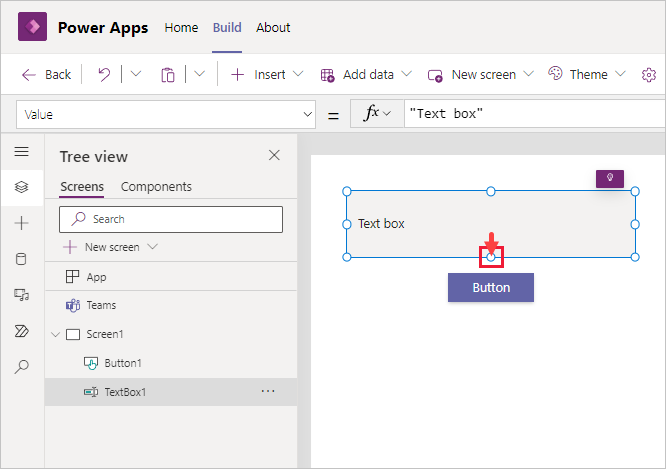 Power Apps Home Build About
Back Insert Add data New screen Theme
Value = fx "Text box"
Tree view
Screens Components
Search
New screen
App
Teams
Screen1
Button1
TextBox1 ...
Text box
Button